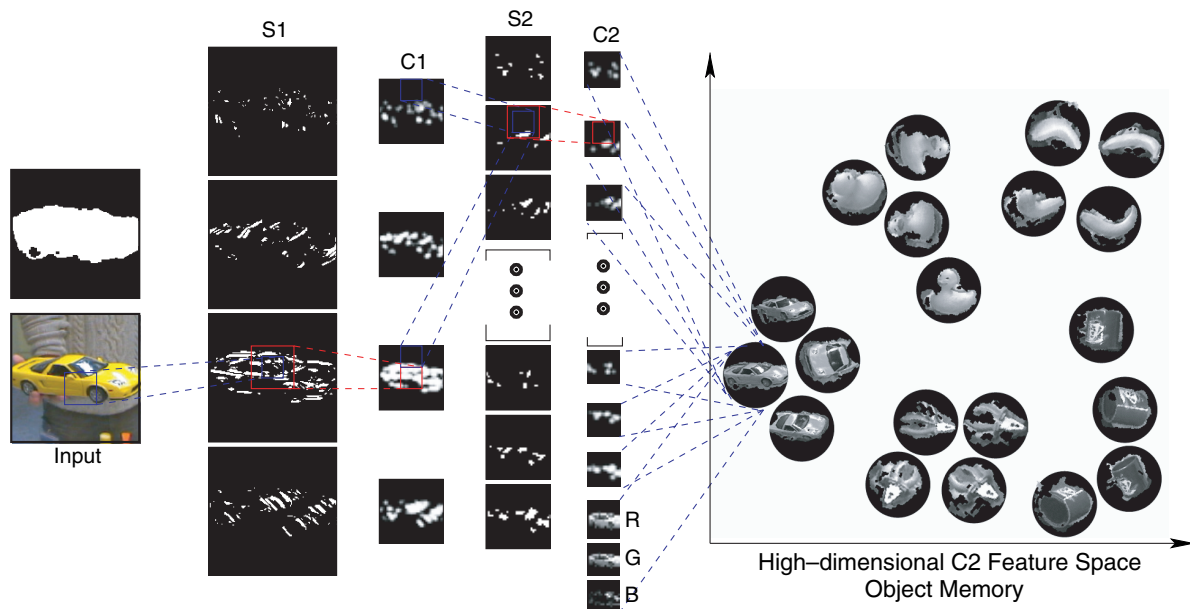 S1
C1
S2
C2
Input
R
G
B
High–dimensional C2 Feature Space
Object Memory